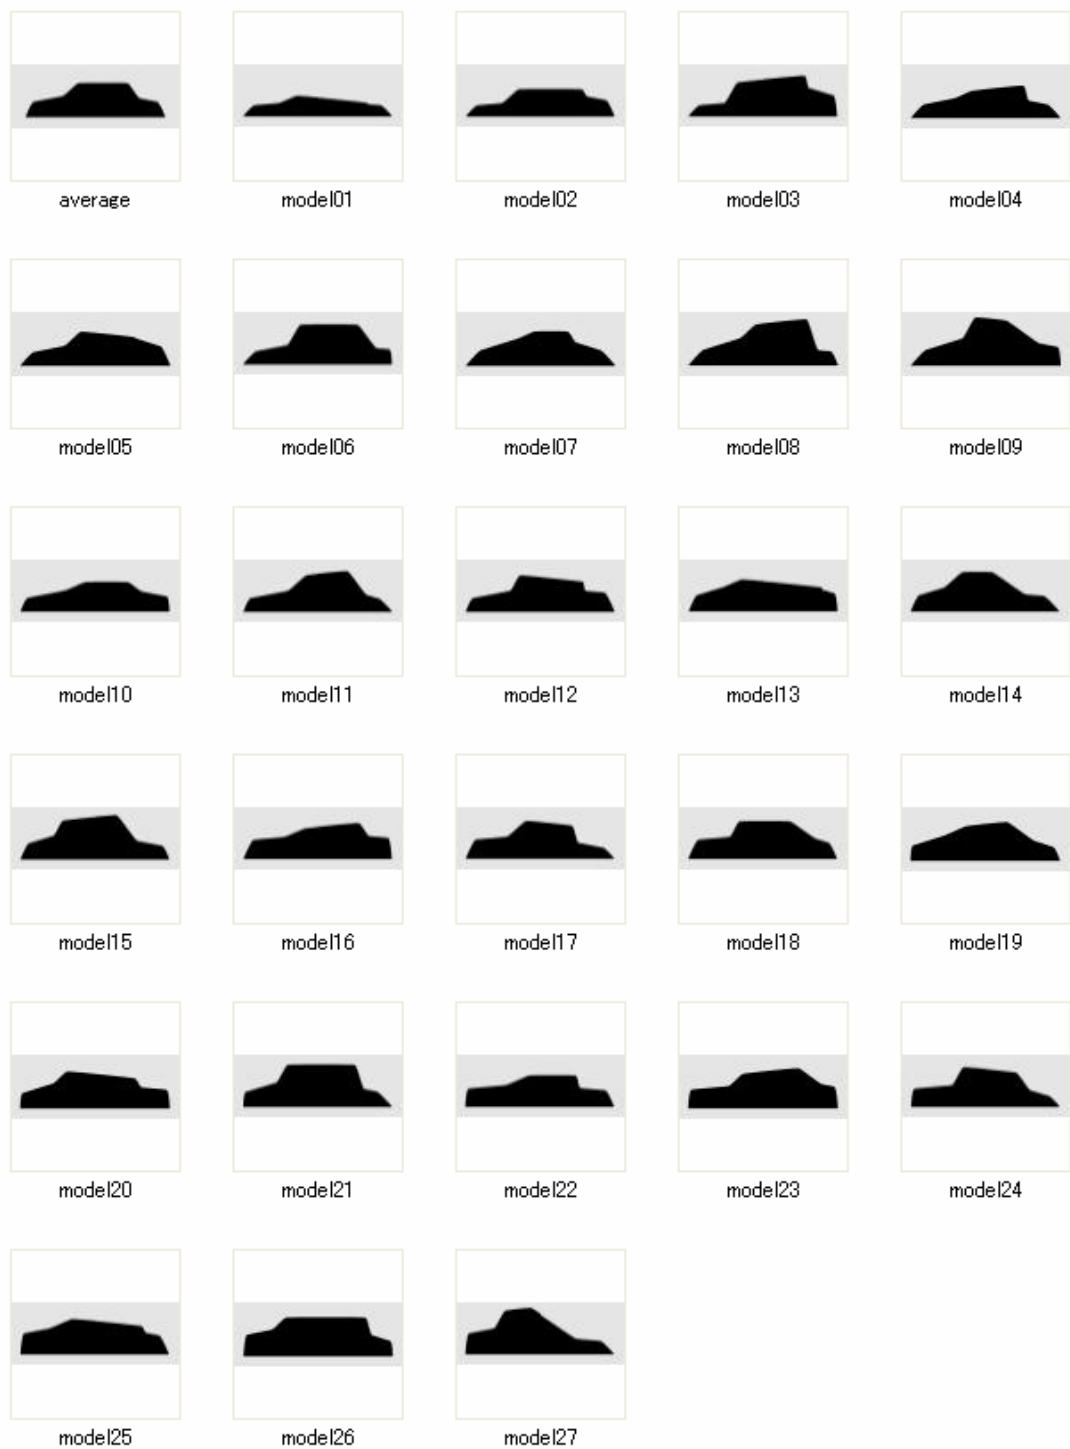 average model01 model02 model03 model04
model05 model06 model07 model08 model09
model10 model11 model12 model13 model14
model15 model16 model17 model18 model19
model20 model21 model22 model23 model24
model25 model26 model27